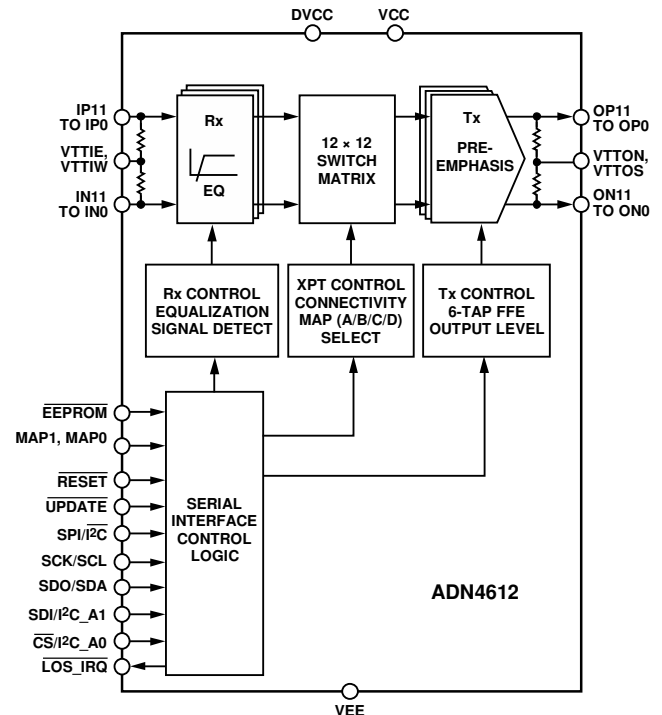 DVCC
VCC
IP11
TO IP0
VTTIE,
VTTIW
IN11
TO IN0
Rx
EQ
12 × 12
SWITCH
MATRIX
Tx
PRE-
EMPHASIS
OP11
TO OP0
VTTON,
VTTOS
ON11
TO ON0
Rx CONTROL
EQUALIZATION
SIGNAL DETECT
XPT CONTROL
CONNECTIVITY
MAP (A/B/C/D)
SELECT
Tx CONTROL
6-TAP FFE
OUTPUT LEVEL
EEPROM
MAP1, MAP0
RESET
UPDATE
SPI/I²C
SCK/SCL
SDO/SDA
SDI/I²C_A1
CS/I²C_A0
LOS_IRQ
SERIAL
INTERFACE
CONTROL
LOGIC
ADN4612
VEE